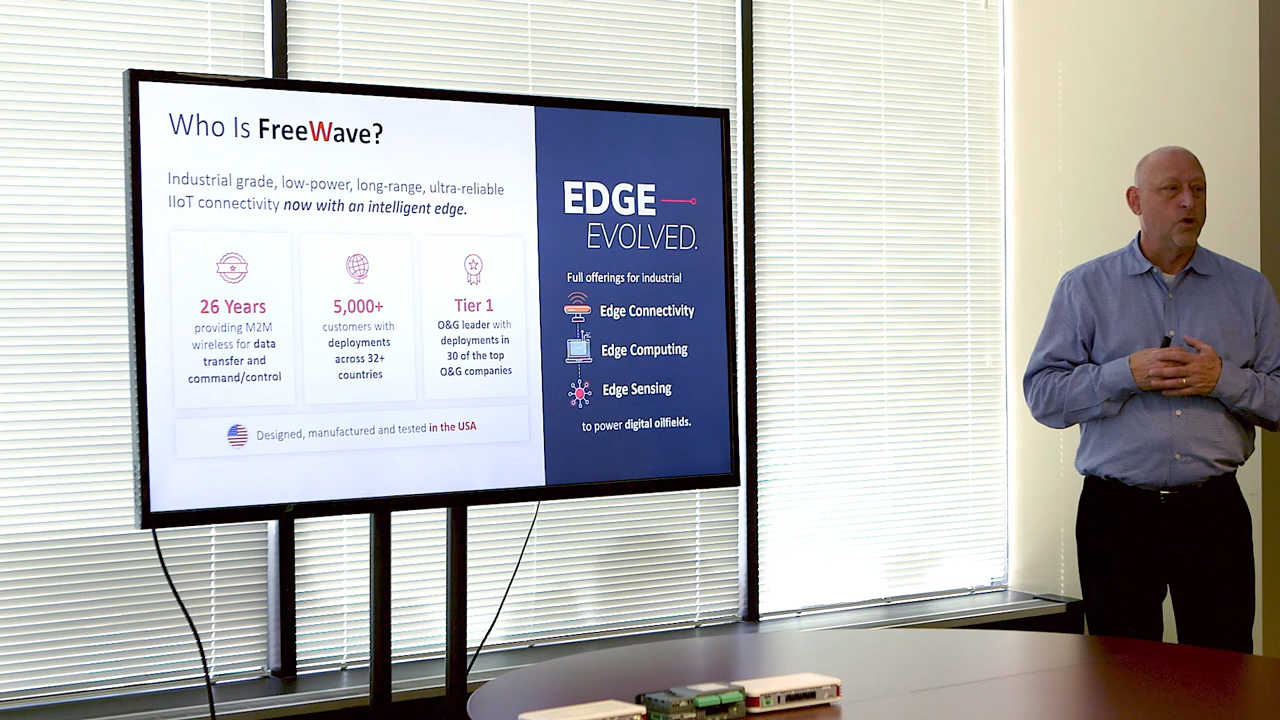 Who Is FreeWave?
Industrial grade, low-power, long-range, ultra-reliable
IIoT connectivity now with an intelligent edge.
26 Years
providing M2M
wireless for data
transfer and
command/control
5,000+
customers with
deployments
across 32+
countries
Tier 1
O&G leader with
deployments in
30 of the top
O&G companies
Designed, manufactured and tested in the USA
EDGE
EVOLVED.
Full offerings for industrial
Edge Connectivity
Edge Computing
Edge Sensing
to power digital oilfields.